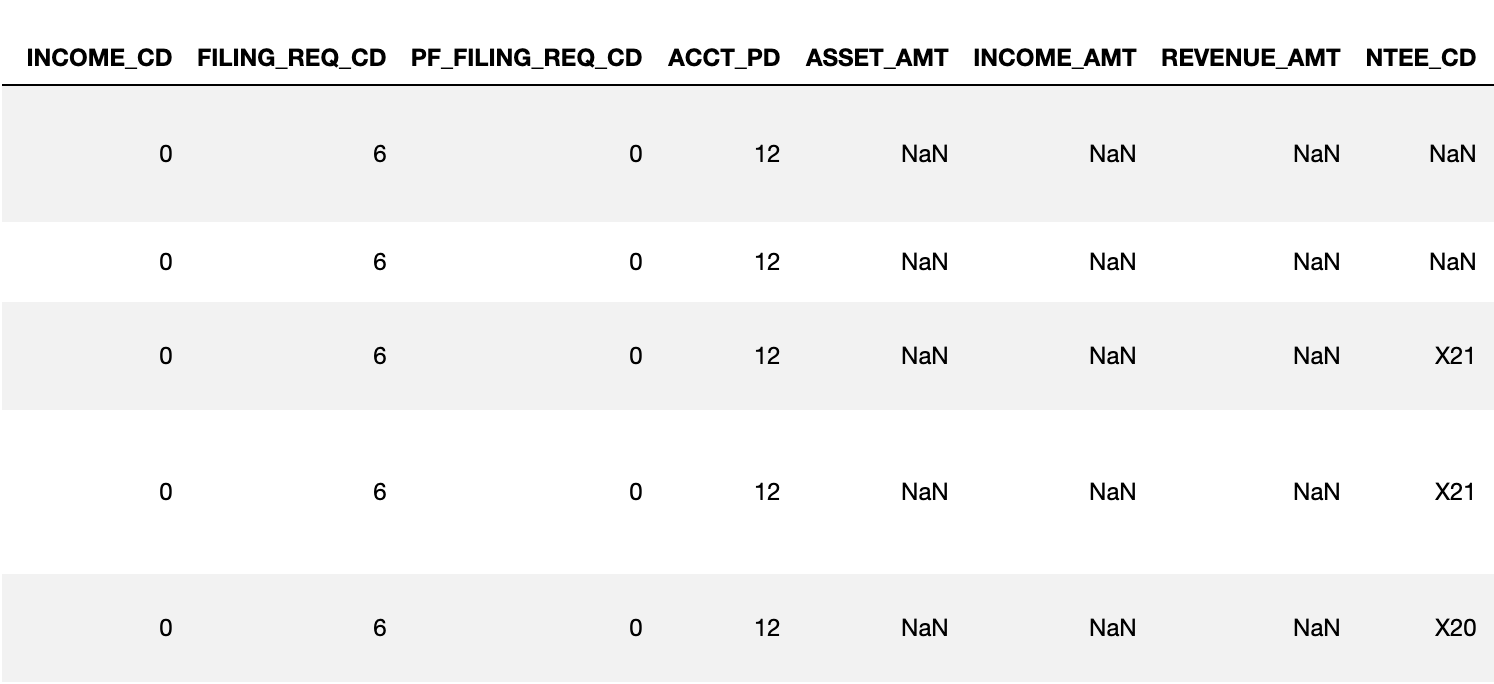 INCOME_CD FILING_REQ_CD PF_FILING_REQ_CD ACCT_PD ASSET_AMT INCOME_AMT REVENUE_AMT NTEE_CD
0 6 0 12 NaN NaN NaN NaN
0 6 0 12 NaN NaN NaN NaN
0 6 0 12 NaN NaN NaN X21
0 6 0 12 NaN NaN NaN X21
0 6 0 12 NaN NaN NaN X20